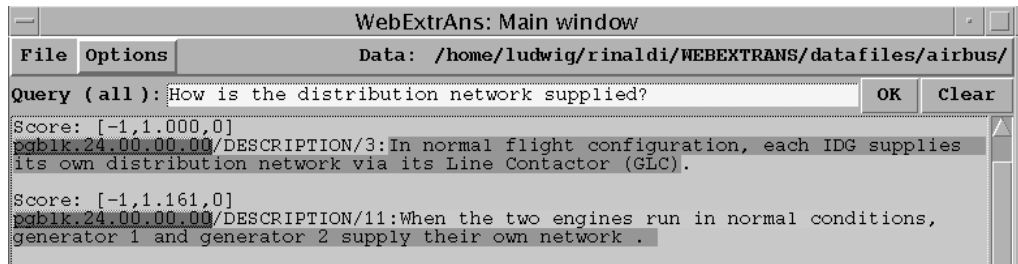 WebExtrAns: Main window
File Options Data: /home/ludwig/rinaldi/WEBEXTRANS/datafiles/airbus/
Query (all): How is the distribution network supplied? OK Clear
Score: [-1,1.000,0]
pgblk.24.00.00.00/DESCRIPTION/3:In normal flight configuration, each IDG supplies
its own distribution network via its Line Contactor (GLC).
Score: [-1,1.161,0]
pgblk.24.00.00.00/DESCRIPTION/11:When the two engines run in normal conditions,
generator 1 and generator 2 supply their own network .